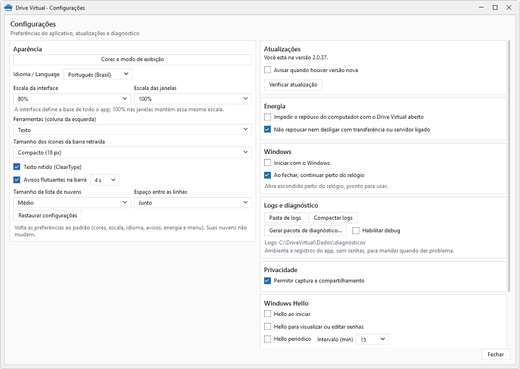 Drive Virtual - Configurações
Configurações
Preferências do aplicativo, atualizações e diagnóstico
Aparência
Cores e modo de exibição
Idioma / Language
Português (Brasil)
Escala da interface
Escala das janelas
80%
100%
A interface define a base de todo o app; 100% nas janelas mantém essa mesma escala.
Ferramentas (coluna da esquerda)
Texto
Tamanho dos ícones da barra retraída
Compacto (18 px)
Texto nítido (ClearType)
Avisos flutuantes na barra
4 s
Tamanho da lista de nuvens
Espaço entre as linhas
Médio
Junto
Restaurar configurações
Volta as preferências ao padrão (cores, escala, idioma, avisos, energia e menu). Suas nuvens não
mudam.
Atualizações
Você está na versão 2.0.37.
Avisar quando houver versão nova
Verificar atualização
Energia
Impedir o repouso do computador com o Drive Virtual aberto
Não repousar nem desligar com transferência ou servidor ligado
Windows
Iniciar com o Windows
Ao fechar, continuar perto do relógio
Abre escondido perto do relógio, pronto para usar.
Logs e diagnóstico
Pasta de logs
Compactar logs
Gerar pacote de diagnóstico...
Habilitar debug
Logo C:\DriveVirtual\Dados\diagnosticos
Ambiente e registros do app, sem senhas, para mandar quando der problema.
Privacidade
Permitir captura e compartilhamento
Windows Hello
Hello ao iniciar
Hello para visualizar ou editar senhas
Hello periódico
Intervalo (min)
15
Fechar